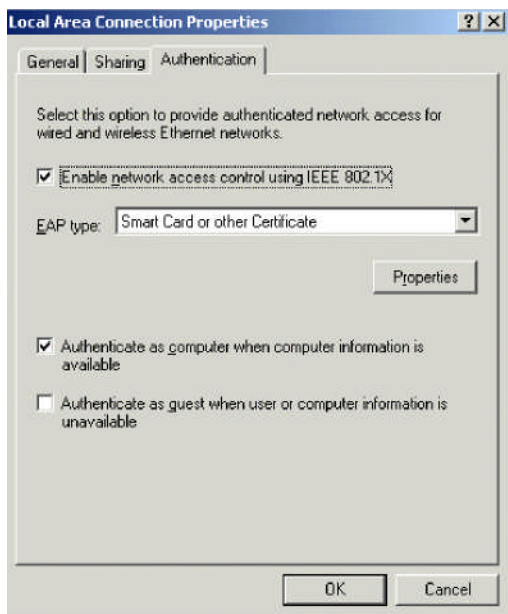 Local Area Connection Properties
General Sharing Authentication
Select this option to provide authenticated network access for
wired and wireless Ethernet networks.
Enable network access control using IEEE 802.1X
EAP type: Smart Card or other Certificate
Properties
Authenticate as computer when computer information is
available
Authenticate as guest when user or computer information is
unavailable
OK Cancel